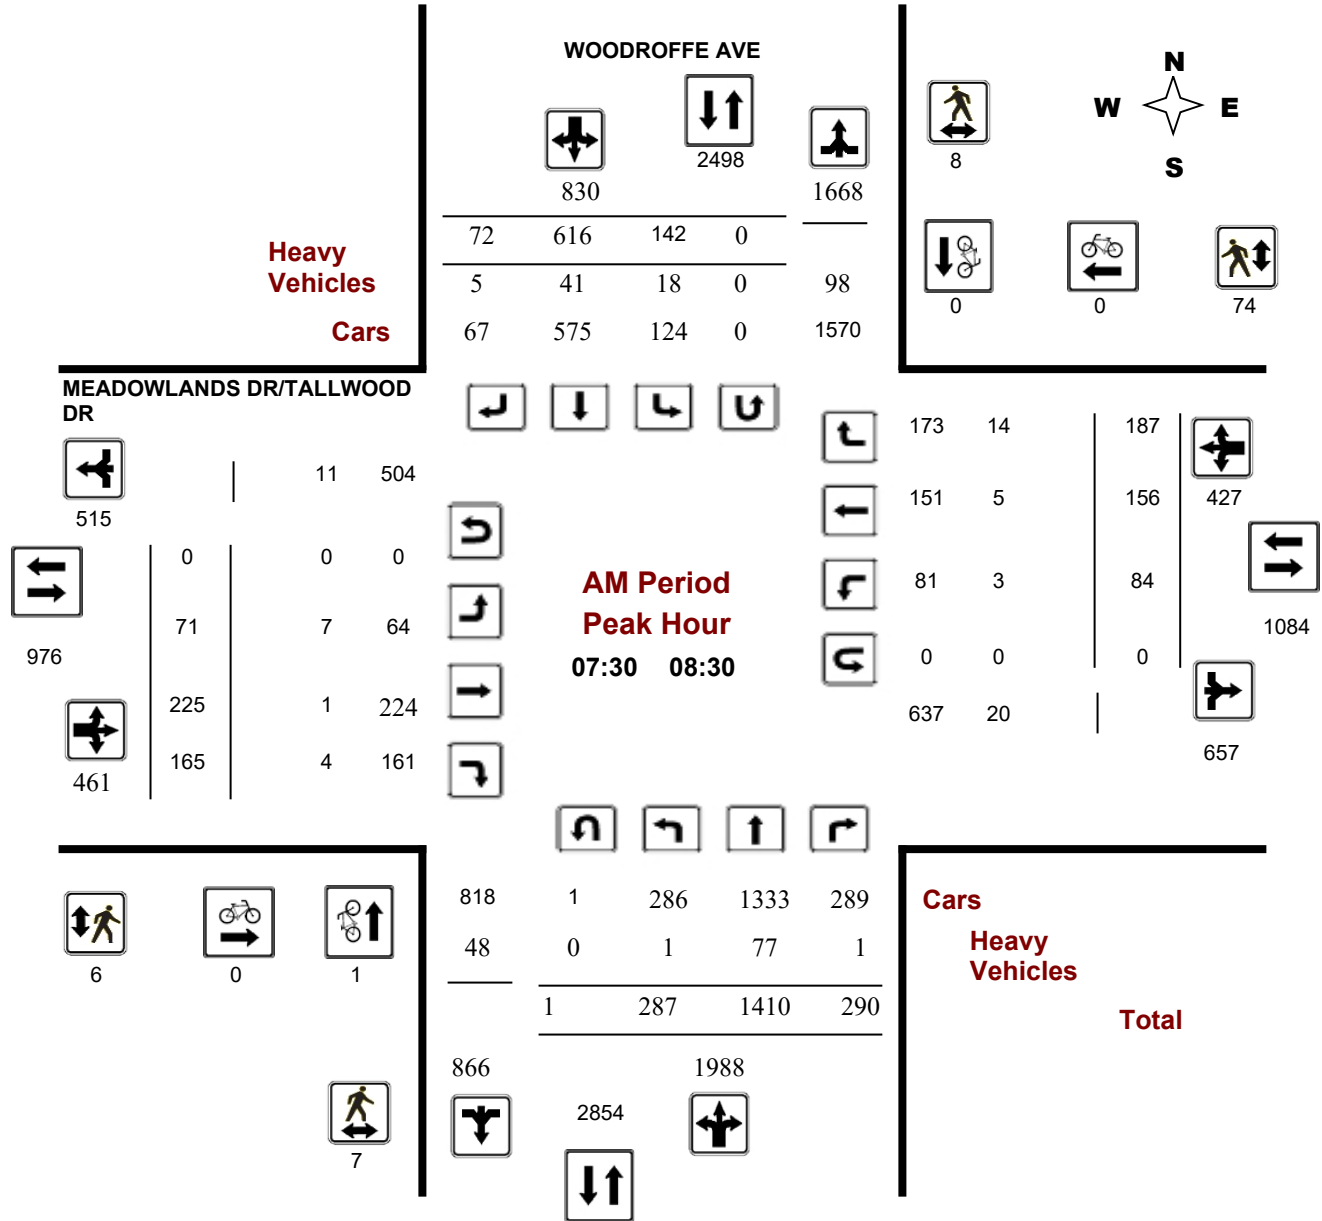 WOODROFFE AVE
N
W E
S
2498
830
1668
8
72 616 142 0
Heavy
Vehicles
5 41 18 0 98
0 0 74
Cars
67 575 124 0 1570
MEADOWLANDS DR/TALLWOOD
DR
173 14 187
11 504
515
151 5 156 427
0 0 0
AM Period
81 3 84
71 7 64
Peak Hour
1084
976
07:30 08:30
0 0 0
225 1 224
637 20
165 4 161
657
461
818 1 286 1333 289
Cars
48 0 1 77 1
Heavy
Vehicles
6 0 1
1 287 1410 290
Total
866 1988
2854
7